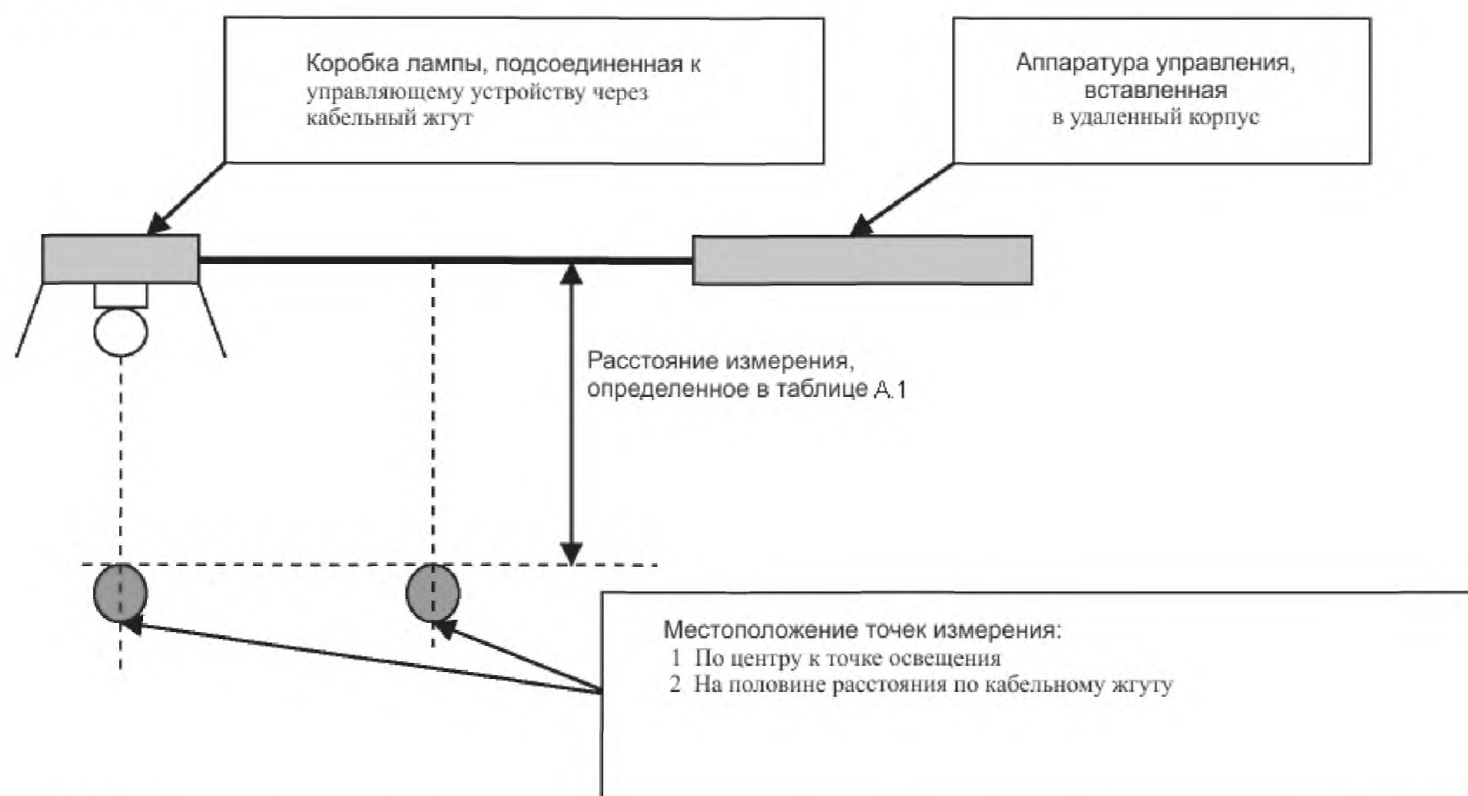 Коробка лампы, подсоединенная к
управляющему устройству через
кабельный жгут
Аппаратура управления,
вставленная
в удаленный корпус
Расстояние измерения,
определенное в таблице А.1
Местоположение точек измерения:
1 По центру к точке освещения
2 На половине расстояния по кабельному жгуту